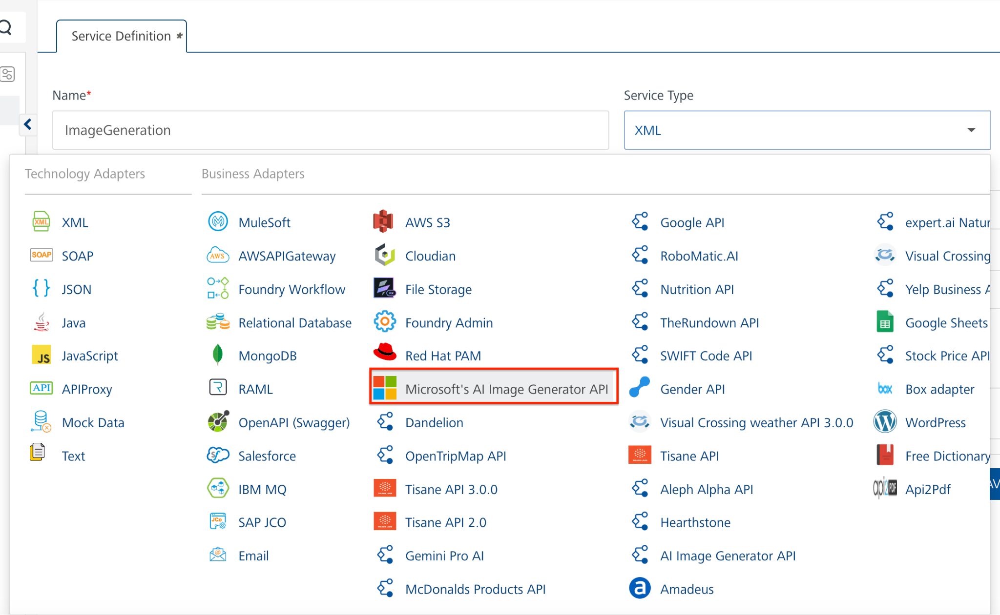 Service Definition *
Name*
Service Type
ImageGeneration
XML
Technology Adapters
Business Adapters
XML
SOAP
JSON
Java
JavaScript
APIProxy
Mock Data
Text
MuleSoft
AWSAPIGateway
Foundry Workflow
Relational Database
MongoDB
RAML
OpenAPI (Swagger)
Salesforce
IBM MQ
SAP JCO
Email
AWS S3
Cloudian
File Storage
Foundry Admin
Red Hat PAM
Microsoft's AI Image Generator API
Dandelion
OpenTripMap API
Tisane API 3.0.0
Tisane API 2.0
Gemini Pro AI
McDonalds Products API
Google API
RoboMatic.AI
Nutrition API
TheRundown API
SWIFT Code API
Gender API
Visual Crossing weather API 3.0.0
Tisane API
Aleph Alpha API
Hearthstone
AI Image Generator API
Amadeus
expert.ai Natur
Visual Crossing
Yelp Business A
Google Sheets
Stock Price API
Box adapter
WordPress
Free Dictionary
Api2Pdf